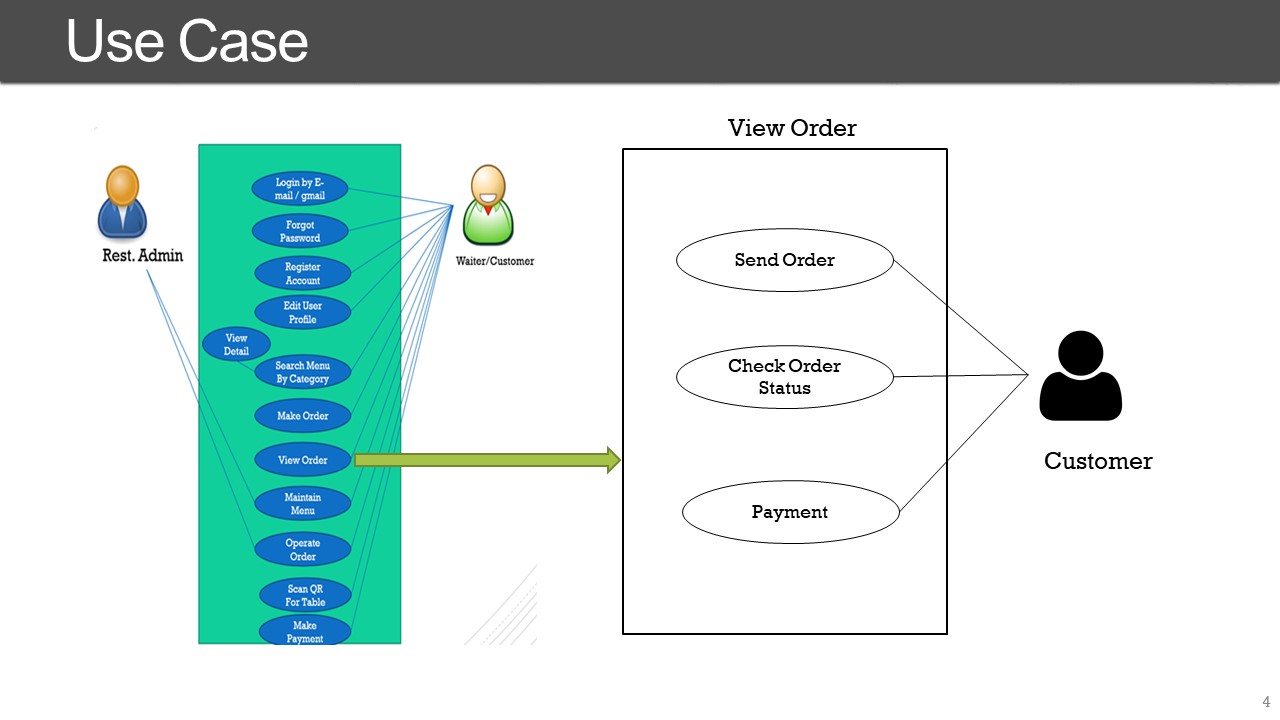 Use Case
Rest. Admin
Login by E-
mail / gmail
Forgot
Password
Register
Account
Edit User
Profile
View
Detail
Search Menu
By Category
Make Order
View Order
Maintain
Menu
Operate
Order
Scan QR
For Table
Make
Payment
Waiter/Customer
View Order
Send Order
Check Order
Status
Payment
Customer
4